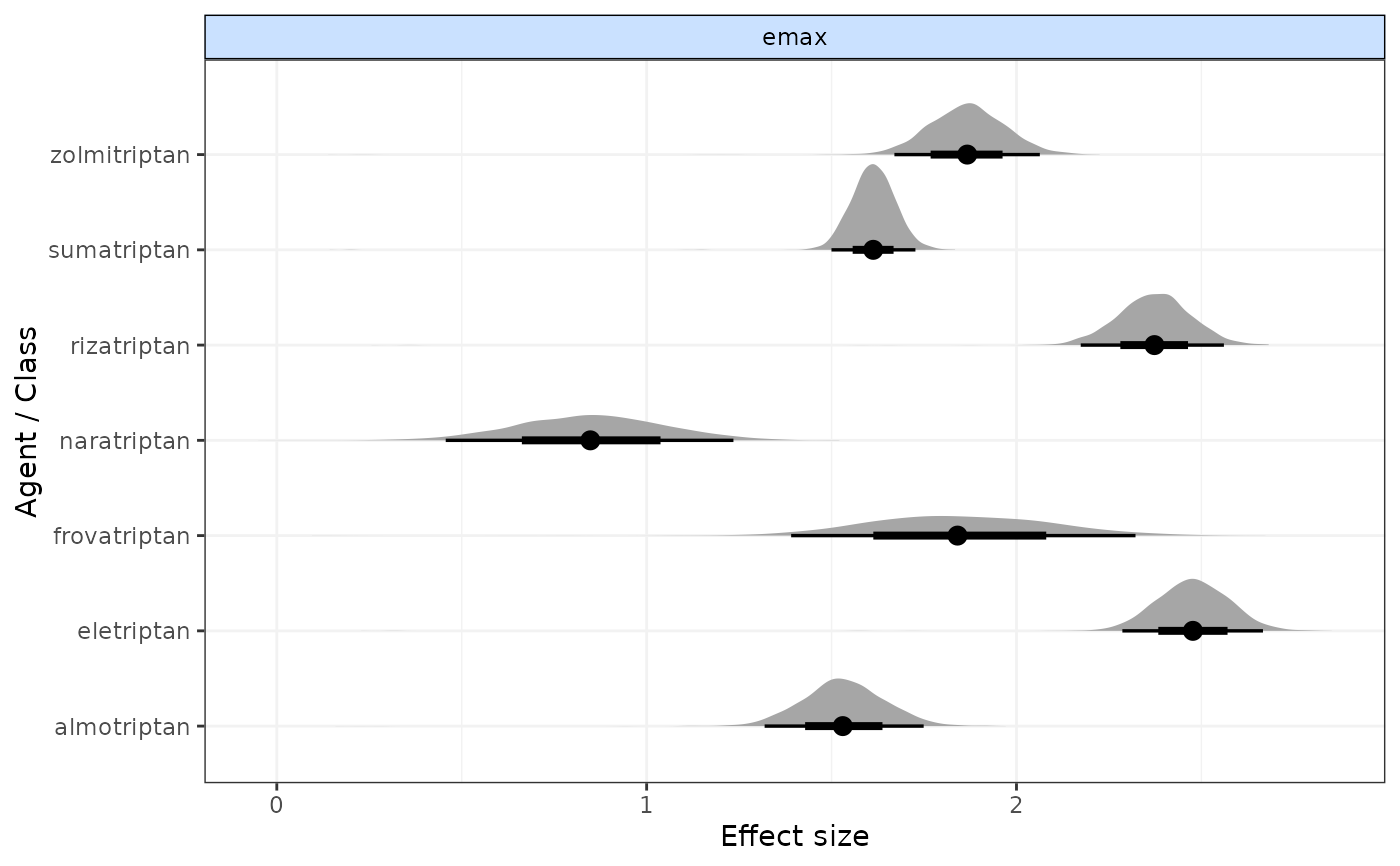 emax
zolmitriptan
sumatriptan
rizatriptan
naratriptan
frovatriptan
eletriptan
almotriptan
Agent / Class
0 1 2
Effect size